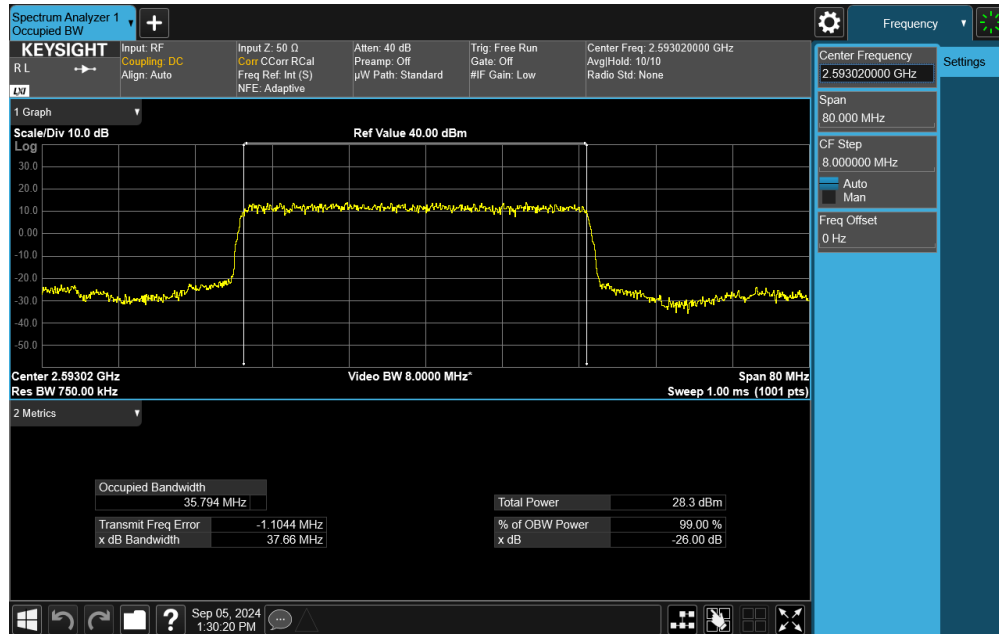 Spectrum Analyzer 1
Occupied BW
Frequency
KEYSIGHT
R L
LXI
Input: RF
Coupling: DC
Align: Auto
Input Z: 50 Ω
Corr CCorr RCal
Freq Ref: Int (S)
NFE: Adaptive
Atten: 40 dB
Preamp: Off
µW Path: Standard
Trig: Free Run
Gate: Off
#IF Gain: Low
Center Freq: 2.593020000 GHz
Avg|Hold: 10/10
Radio Std: None
Center Frequency
2.593020000 GHz
Settings
Span
80.000 MHz
CF Step
8.000000 MHz
Auto
Man
Freq Offset
0 Hz
1 Graph
Scale/Div 10.0 dB
Ref Value 40.00 dBm
Log
30.0
20.0
10.0
0.00
-10.0
-20.0
-30.0
-40.0
-50.0
Center 2.59302 GHz
Video BW 8.0000 MHz*
Span 80 MHz
Res BW 750.00 kHz
Sweep 1.00 ms (1001 pts)
2 Metrics
Occupied Bandwidth
35.794 MHz
Total Power 28.3 dBm
Transmit Freq Error -1.1044 MHz
% of OBW Power 99.00 %
x dB Bandwidth 37.66 MHz
x dB -26.00 dB
?
Sep 05, 2024
1:30:20 PM